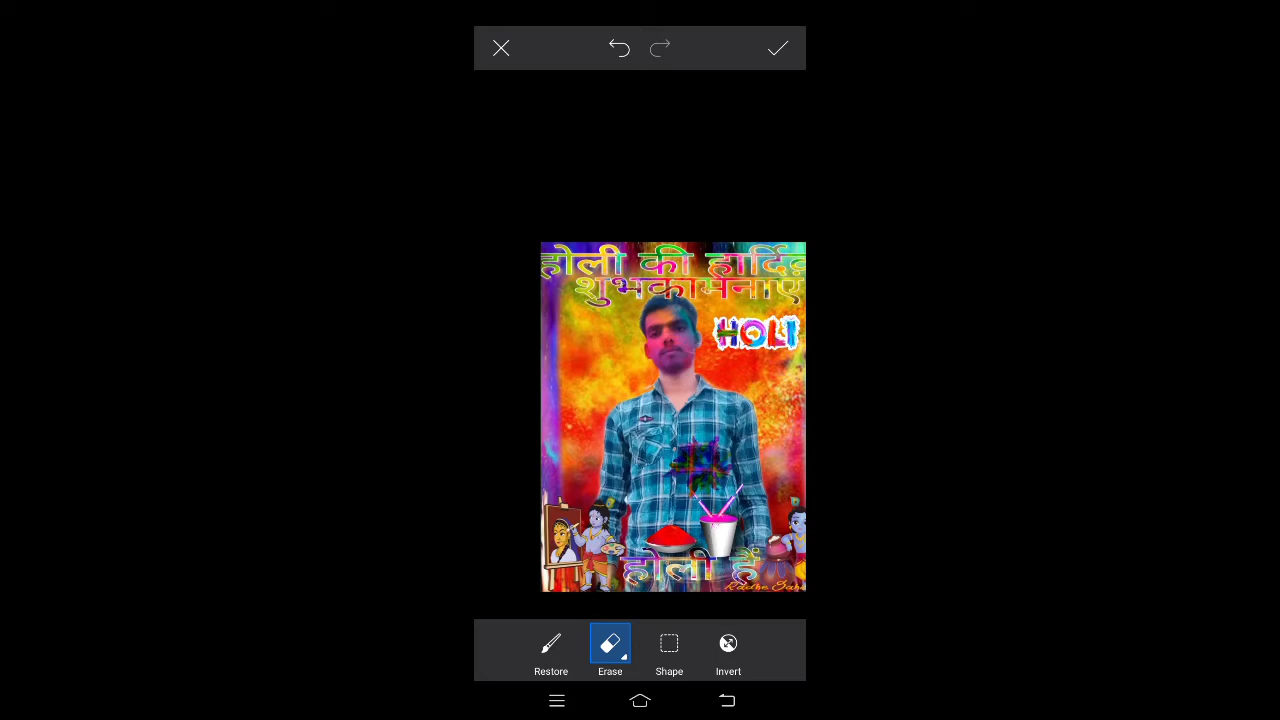 होली की हार्दिक
शुभकामनाएं
HOLI
होली हैं
Restore
Erase
Shape
Invert